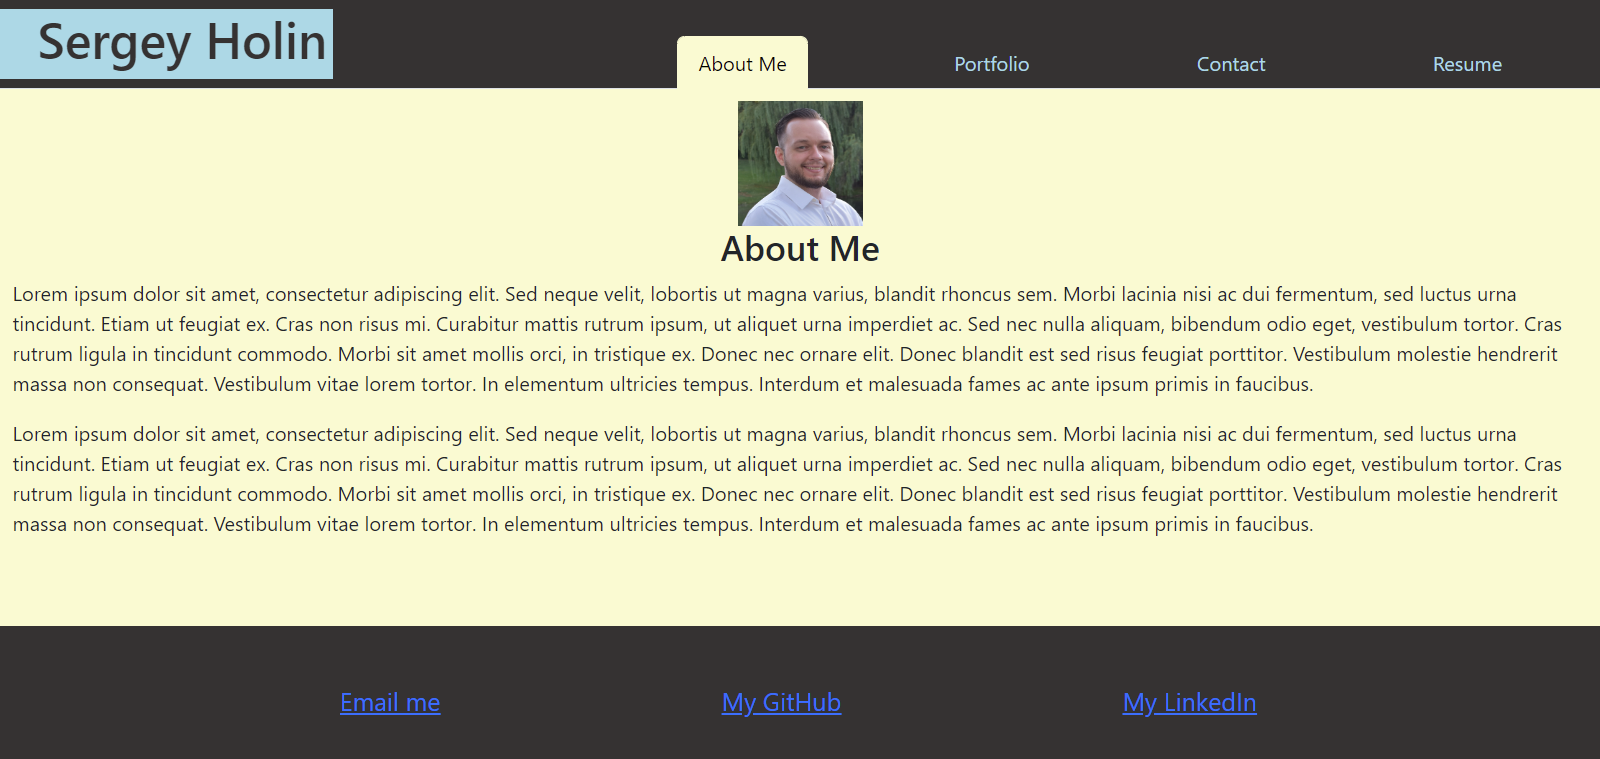 Sergey Holin
About Me
Portfolio
Contact
Resume
About Me
Lorem ipsum dolor sit amet, consectetur adipiscing elit. Sed neque velit, lobortis ut magna varius, blandit rhoncus sem. Morbi lacinia nisi ac dui fermentum, sed luctus urna
tincidunt. Etiam ut feugiat ex. Cras non risus mi. Curabitur mattis rutrum ipsum, ut aliquet urna imperdiet ac. Sed nec nulla aliquam, bibendum odio eget, vestibulum tortor. Cras
rutrum ligula in tincidunt commodo. Morbi sit amet mollis orci, in tristique ex. Donec nec ornare elit. Donec blandit est sed risus feugiat porttitor. Vestibulum molestie hendrerit
massa non consequat. Vestibulum vitae lorem tortor. In elementum ultricies tempus. Interdum et malesuada fames ac ante ipsum primis in faucibus.
Lorem ipsum dolor sit amet, consectetur adipiscing elit. Sed neque velit, lobortis ut magna varius, blandit rhoncus sem. Morbi lacinia nisi ac dui fermentum, sed luctus urna
tincidunt. Etiam ut feugiat ex. Cras non risus mi. Curabitur mattis rutrum ipsum, ut aliquet urna imperdiet ac. Sed nec nulla aliquam, bibendum odio eget, vestibulum tortor. Cras
rutrum ligula in tincidunt commodo. Morbi sit amet mollis orci, in tristique ex. Donec nec ornare elit. Donec blandit est sed risus feugiat porttitor. Vestibulum molestie hendrerit
massa non consequat. Vestibulum vitae lorem tortor. In elementum ultricies tempus. Interdum et malesuada fames ac ante ipsum primis in faucibus.
Email me
My GitHub
My LinkedIn